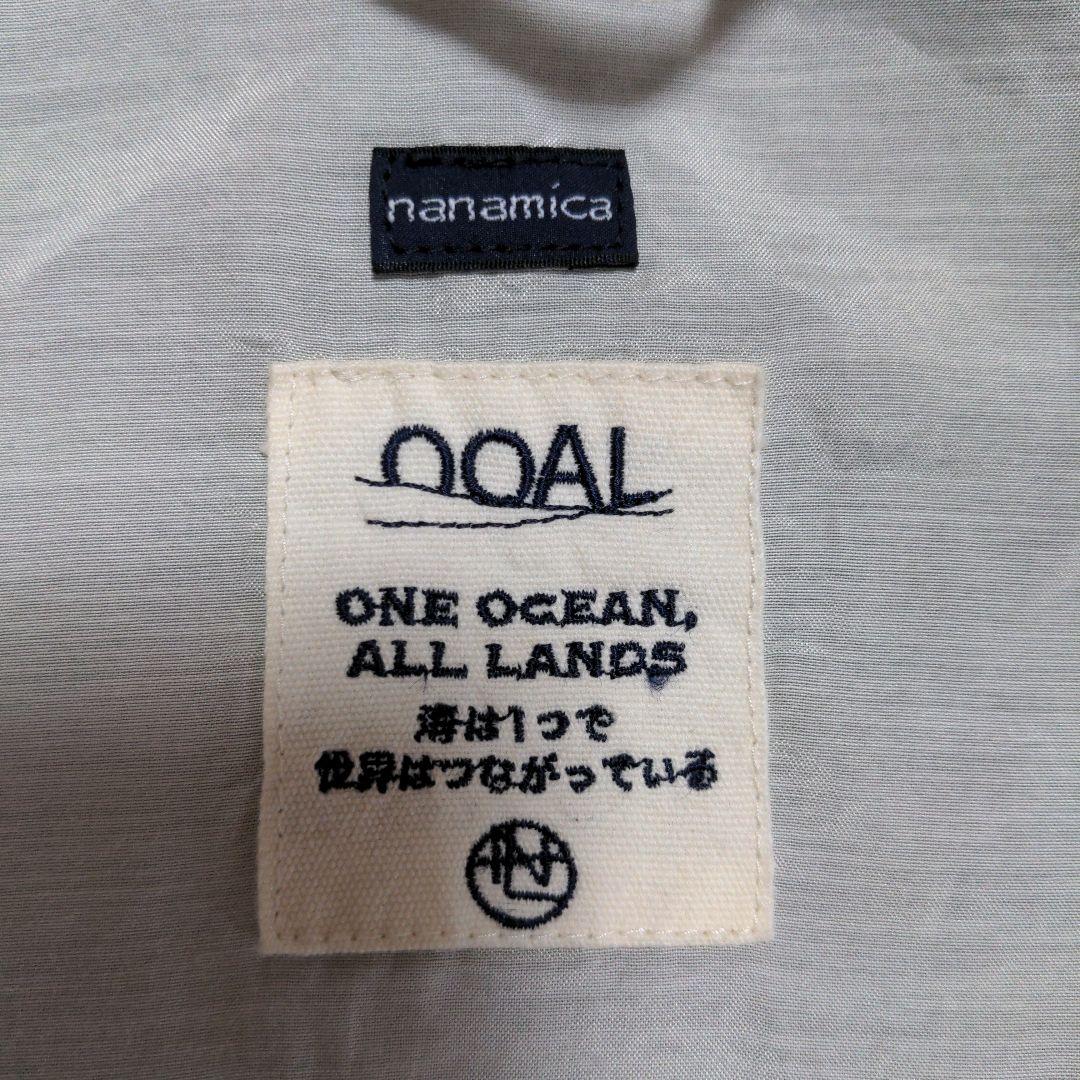 nanamica
nOAL
ONE OCEAN,
ALL LANDS
海は1つで
世界はつながっている